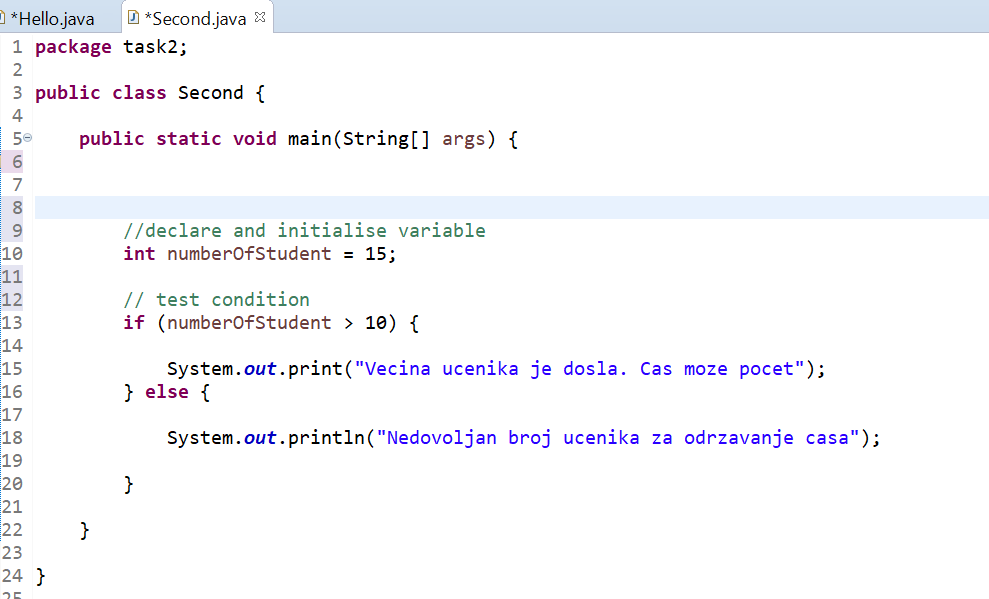 *Hello.java *Second.java
1 package task2;
2
3 public class Second {
4
5 public static void main(String[] args) {
6
7
8
9 //declare and initialise variable
10 int numberOfStudent = 15;
11
12 // test condition
13 if (numberOfStudent > 10) {
14
15 System.out.print("Vecina ucenika je dosla. Cas moze pocet");
16 } else {
17
18 System.out.println("Nedovoljan broj ucenika za odrzavanje casa");
19
20 }
21
22 }
23
24 }
25